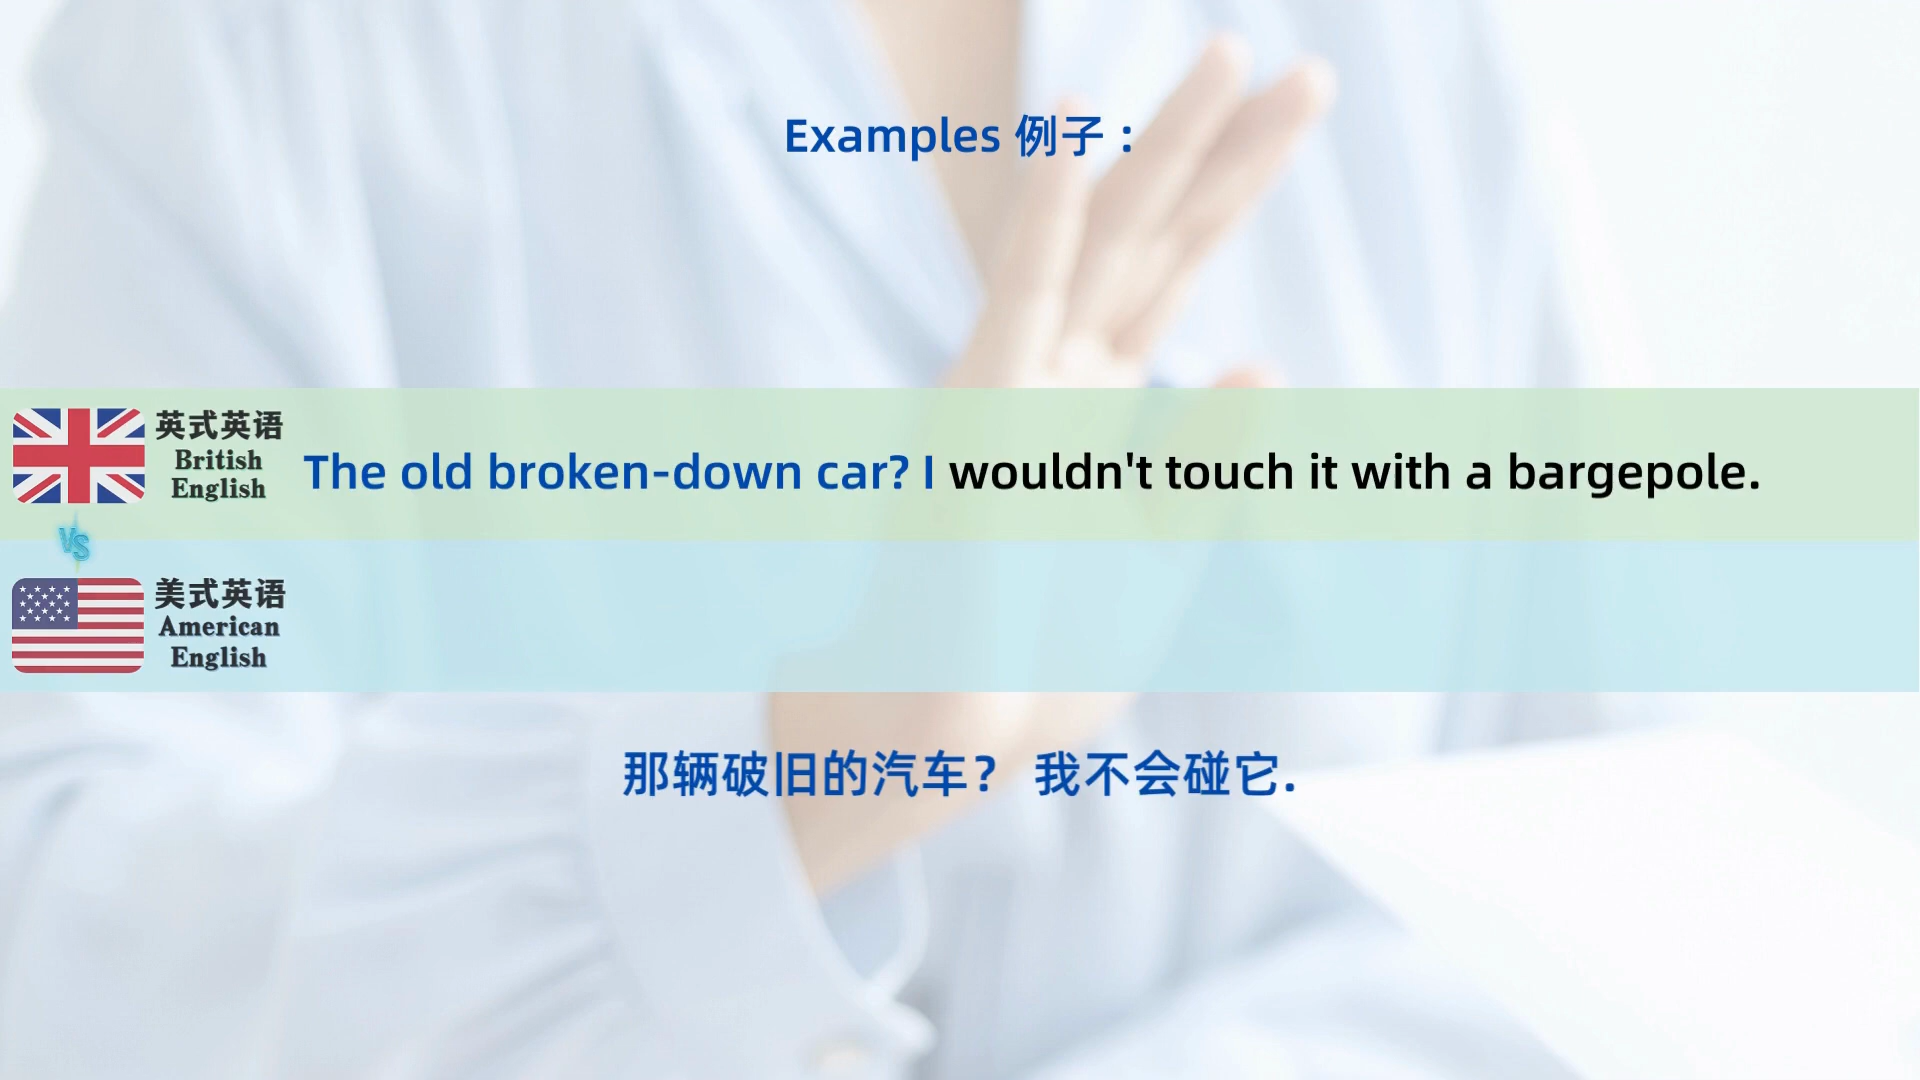 Examples 例子：
英式英语
British
English
The old broken-down car? I wouldn't touch it with a bargepole.
VS
美式英语
American
English
那辆破旧的汽车？ 我不会碰它.